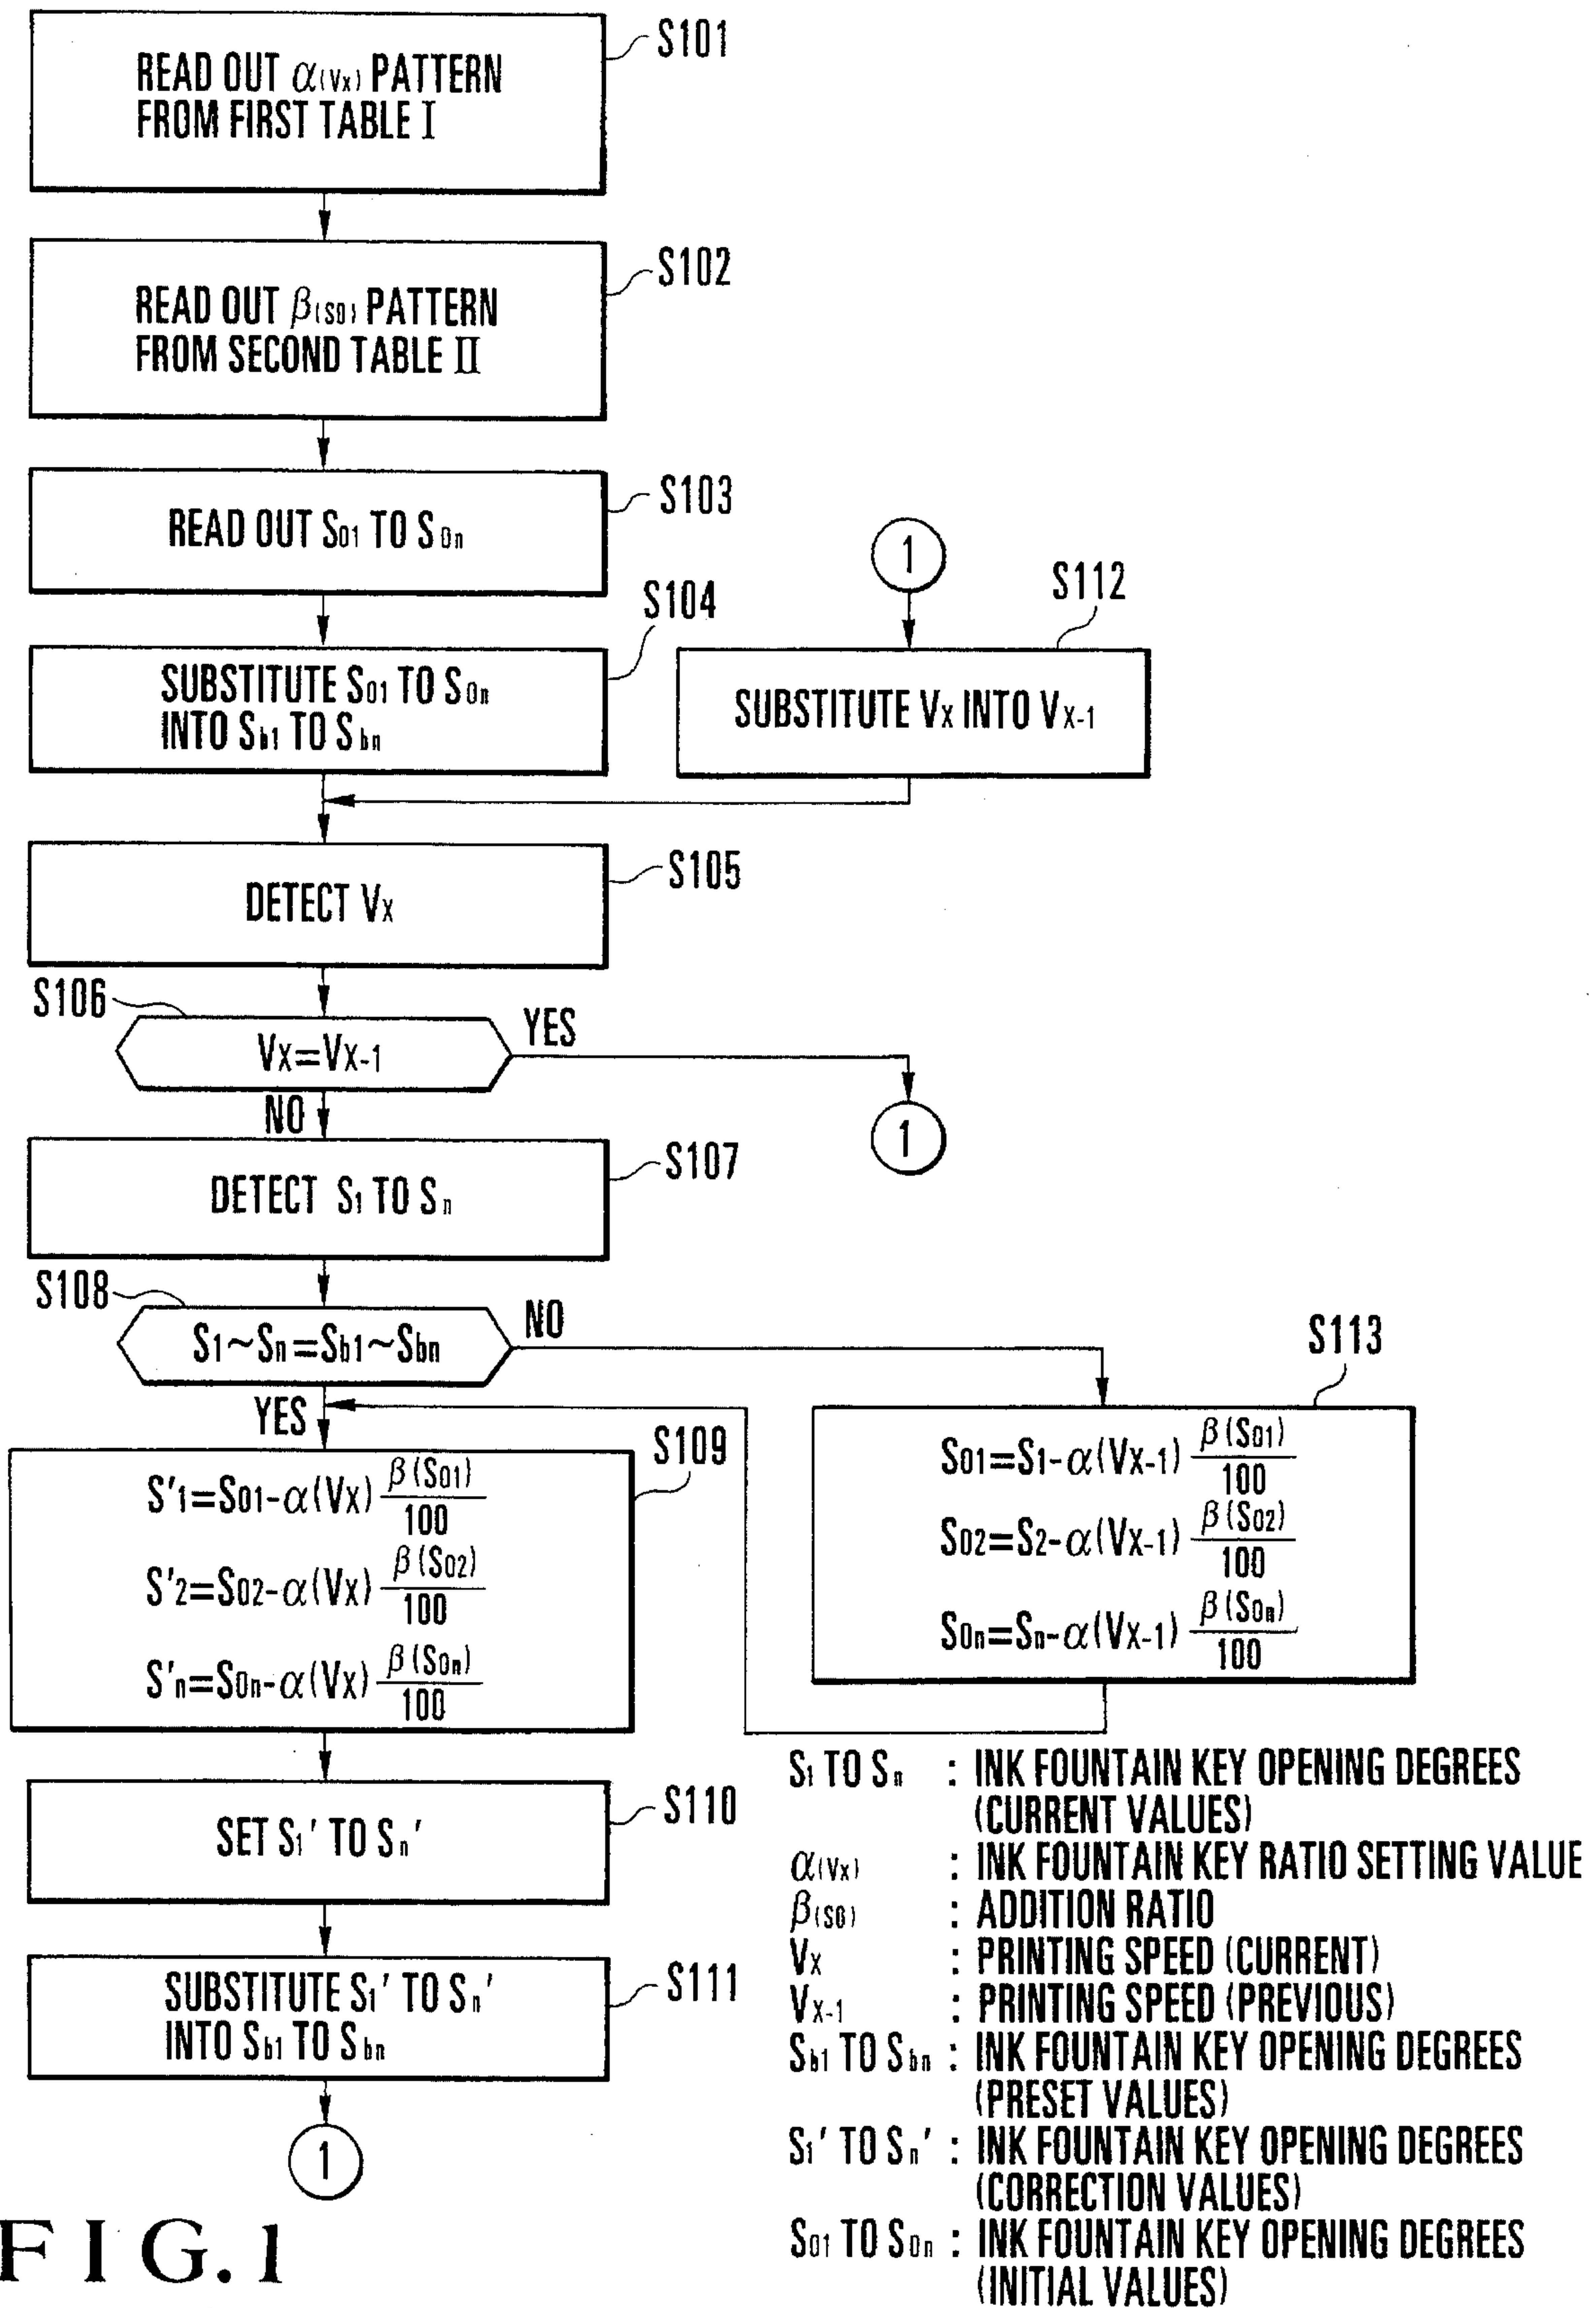 S101
READ OUT α(Vx) PATTERN
FROM FIRST TABLE I
S102
READ OUT β(S0) PATTERN
FROM SECOND TABLE II
S103
READ OUT S01 TO S0n
S104
SUBSTITUTE S01 TO S0n
INTO Sb1 TO Sbn
1
S112
SUBSTITUTE Vx INTO Vx-1
S105
DETECT Vx
S106
Vx=Vx-1
YES
1
NO
S107
DETECT S1 TO Sn
S108
S1~Sn=Sb1~Sbn
NO
YES
S109
S'1=S01-α(Vx) β(S01)/100
S'2=S02-α(Vx) β(S02)/100
S'n=S0n-α(Vx) β(S0n)/100
S113
S01=S1-α(Vx-1) β(S01)/100
S02=S2-α(Vx-1) β(S02)/100
S0n=Sn-α(Vx-1) β(S0n)/100
S110
SET S1' TO Sn'
S111
SUBSTITUTE S1' TO Sn'
INTO Sb1 TO Sbn
1
S1 TO Sn : INK FOUNTAIN KEY OPENING DEGREES
(CURRENT VALUES)
α(Vx) : INK FOUNTAIN KEY RATIO SETTING VALUE
β(S0) : ADDITION RATIO
Vx : PRINTING SPEED (CURRENT)
Vx-1 : PRINTING SPEED (PREVIOUS)
Sb1 TO Sbn : INK FOUNTAIN KEY OPENING DEGREES
(PRESET VALUES)
S1' TO Sn' : INK FOUNTAIN KEY OPENING DEGREES
(CORRECTION VALUES)
S01 TO S0n : INK FOUNTAIN KEY OPENING DEGREES
(INITIAL VALUES)
FIG.1